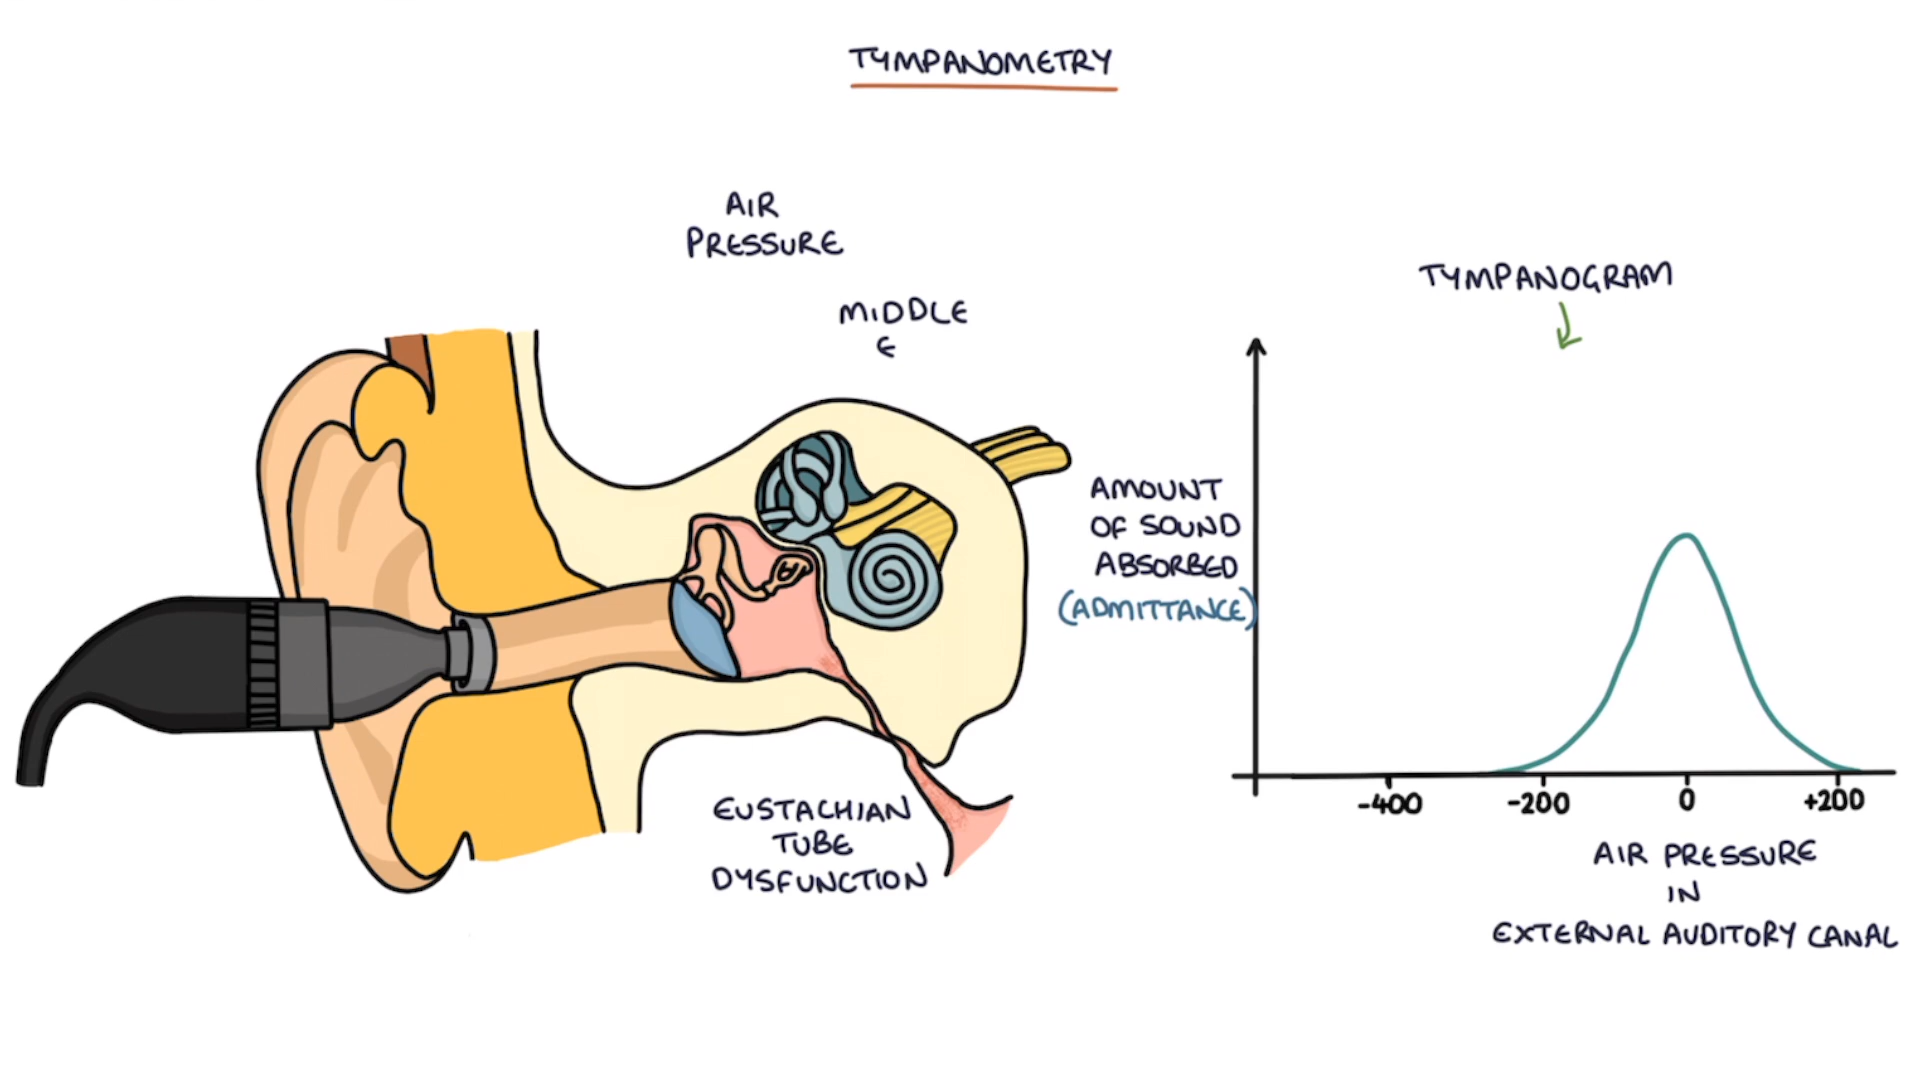 TYMPANOMETRY
AIR
PRESSURE
MIDDLE
E
EUSTACHIAN
TUBE
DYSFUNCTION
TYMPANOGRAM
AMOUNT
OF SOUND
ABSORBED
(ADMITTANCE)
-400 -200 0 +200
AIR PRESSURE
IN
EXTERNAL AUDITORY CANAL